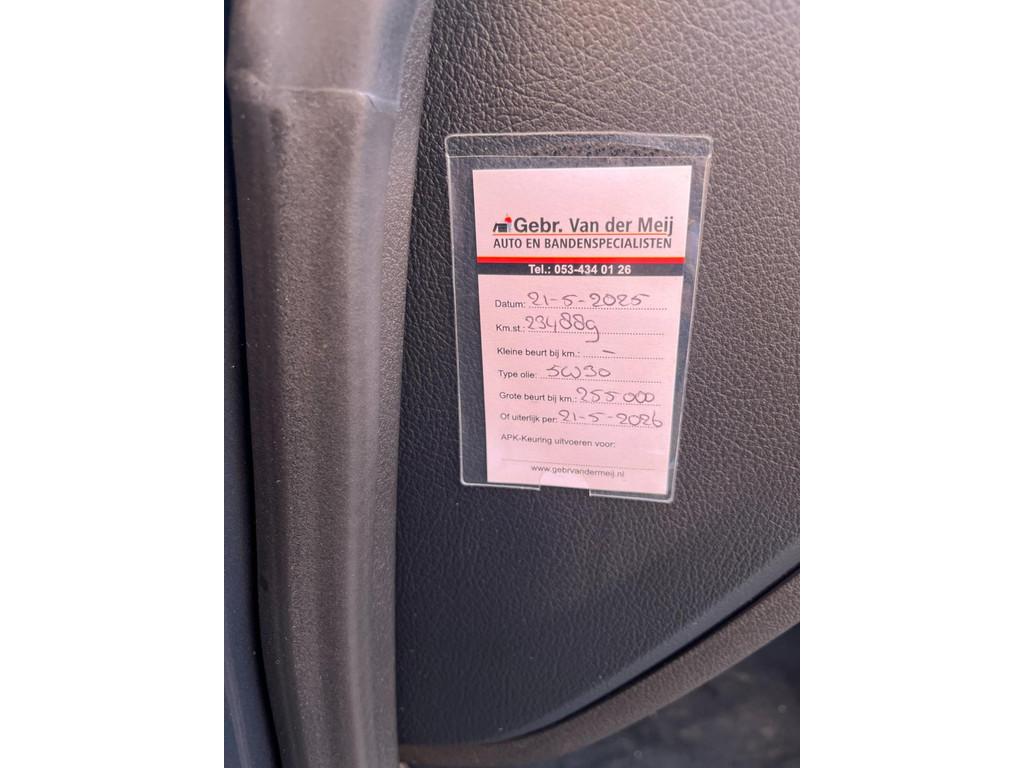 Gebr. Van der Meij
AUTO EN BANDENSPECIALISTEN
Tel.: 053-434 01 26
Datum: 21-5-2025
Km.st.: 234889
Kleine beurt bij km.: -
Type olie: 5W30
Grote beurt bij km.: 255000
Of uiterlijk per: 21-5-2026
APK-Keuring uitvoeren voor:
www.gebrvandermeij.nl